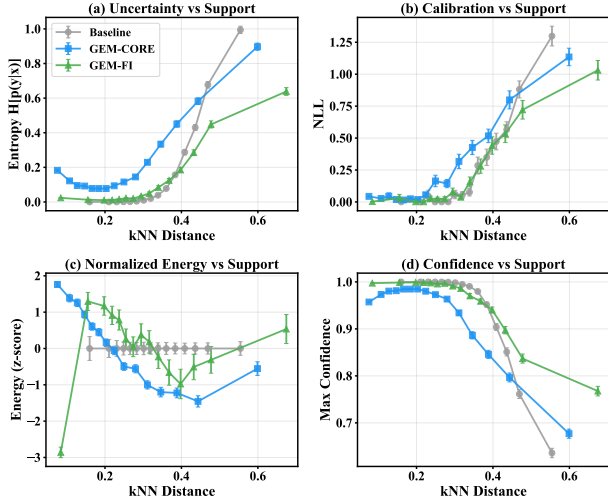 (a) Uncertainty vs Support
Baseline
GEM-CORE
GEM-FI
Entropy H[p(y|x)]
1.0
0.8
0.6
0.4
0.2
0.0
0.2
0.4
0.6
kNN Distance
(b) Calibration vs Support
NLL
1.25
1.00
0.75
0.50
0.25
0.00
0.2
0.4
0.6
kNN Distance
(c) Normalized Energy vs Support
Energy (z-score)
2
1
0
−1
−2
−3
0.2
0.4
0.6
kNN Distance
(d) Confidence vs Support
Max Confidence
1.0
0.9
0.8
0.7
0.2
0.4
0.6
kNN Distance